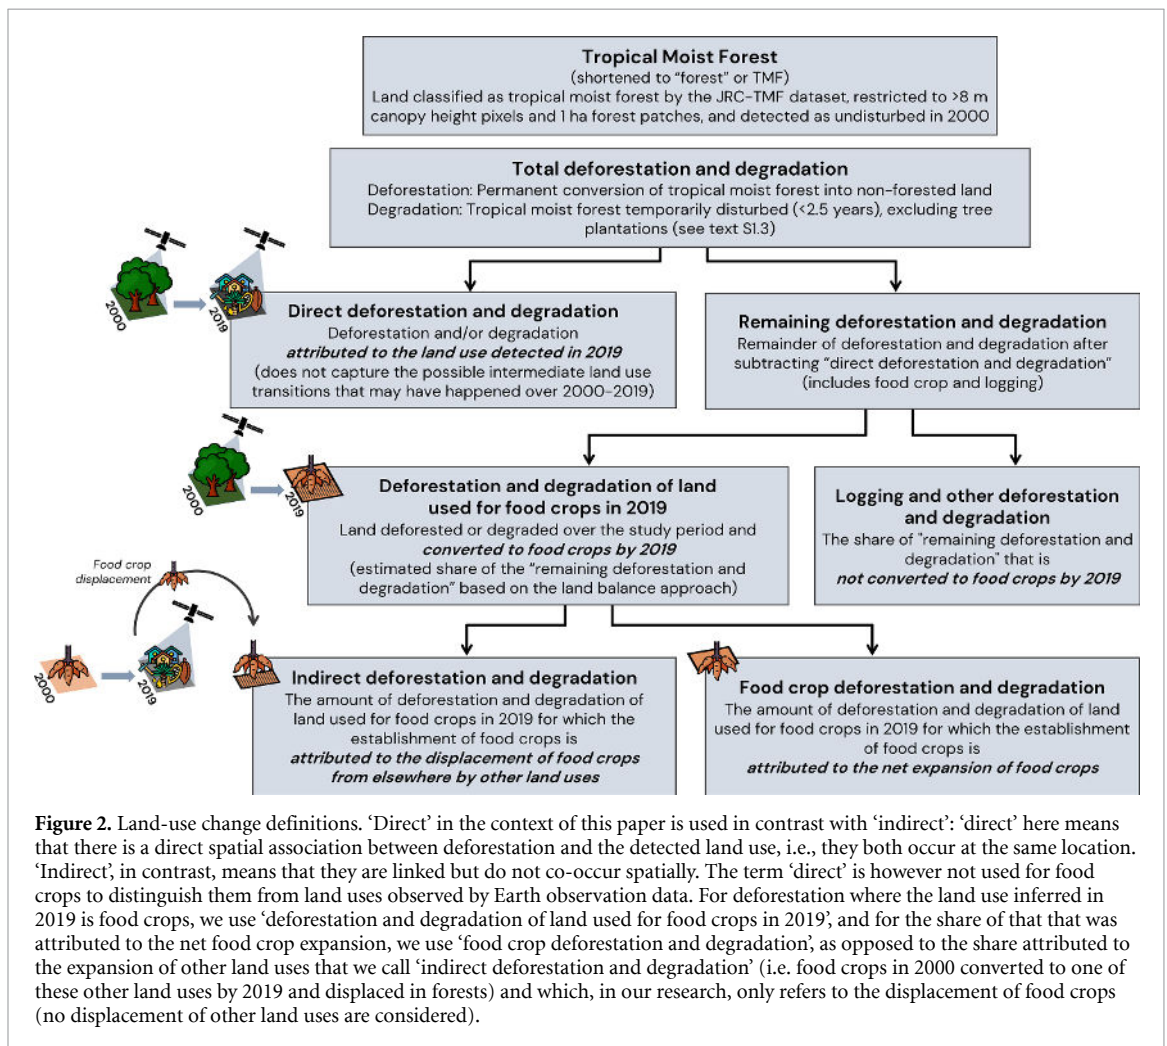 Tropical Moist Forest
(shortened to "forest" or TMF)
Land classified as tropical moist forest by the JRC-TMF dataset, restricted to >8 m
canopy height pixels and 1 ha forest patches, and detected as undisturbed in 2000
Total deforestation and degradation
Deforestation: Permanent conversion of tropical moist forest into non-forested land
Degradation: Tropical moist forest temporarily disturbed (<2.5 years), excluding tree
plantations (see text S1.3)
2000
2019
Direct deforestation and degradation
Deforestation and/or degradation
attributed to the land use detected in 2019
(does not capture the possible intermediate land use
transitions that may have happened over 2000-2019)
Remaining deforestation and degradation
Remainder of deforestation and degradation after
subtracting "direct deforestation and degradation"
(includes food crop and logging)
2000
2019
Deforestation and degradation of land
used for food crops in 2019
Land deforested or degraded over the study period and
converted to food crops by 2019
(estimated share of the "remaining deforestation and
degradation" based on the land balance approach)
Logging and other deforestation
and degradation
The share of "remaining deforestation and
degradation" that is
not converted to food crops by 2019
Food crop
displacement
2000
2019
Indirect deforestation and degradation
The amount of deforestation and degradation of
land used for food crops in 2019 for which the
establishment of food crops is
attributed to the displacement of food crops
from elsewhere by other land uses
Food crop deforestation and degradation
The amount of deforestation and degradation of land
used for food crops in 2019 for which the establishment
of food crops is
attributed to the net expansion of food crops
Figure 2. Land-use change definitions. 'Direct' in the context of this paper is used in contrast with 'indirect': 'direct' here means
that there is a direct spatial association between deforestation and the detected land use, i.e., they both occur at the same location.
'Indirect', in contrast, means that they are linked but do not co-occur spatially. The term 'direct' is however not used for food
crops to distinguish them from land uses observed by Earth observation data. For deforestation where the land use inferred in
2019 is food crops, we use 'deforestation and degradation of land used for food crops in 2019', and for the share of that that was
attributed to the net food crop expansion, we use 'food crop deforestation and degradation', as opposed to the share attributed to
the expansion of other land uses that we call 'indirect deforestation and degradation' (i.e. food crops in 2000 converted to one of
these other land uses by 2019 and displaced in forests) and which, in our research, only refers to the displacement of food crops
(no displacement of other land uses are considered).